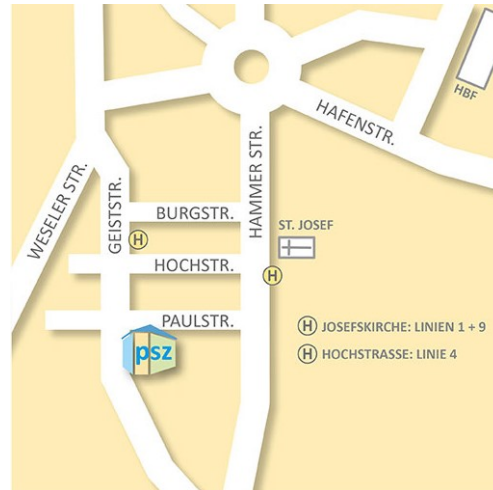 HBF
HAFENSTR.
WESELER STR.
GEISTSTR.
HAMMER STR.
BURGSTR.
ST. JOSEF
H
HOCHSTR.
H
PAULSTR.
H JOSEFSKIRCHE: LINIEN 1 + 9
psz
H HOCHSTRASSE: LINIE 4